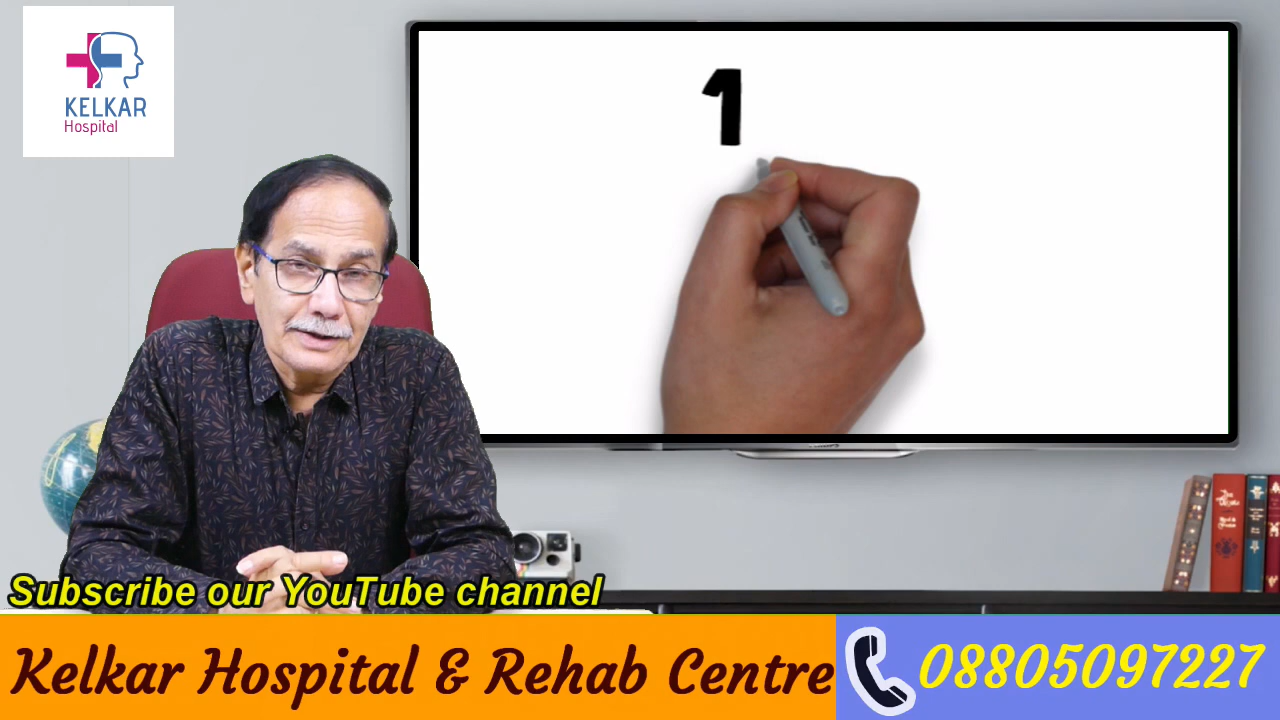 KELKAR
Hospital
1
Subscribe our YouTube channel
Kelkar Hospital & Rehab Centre
08805097227